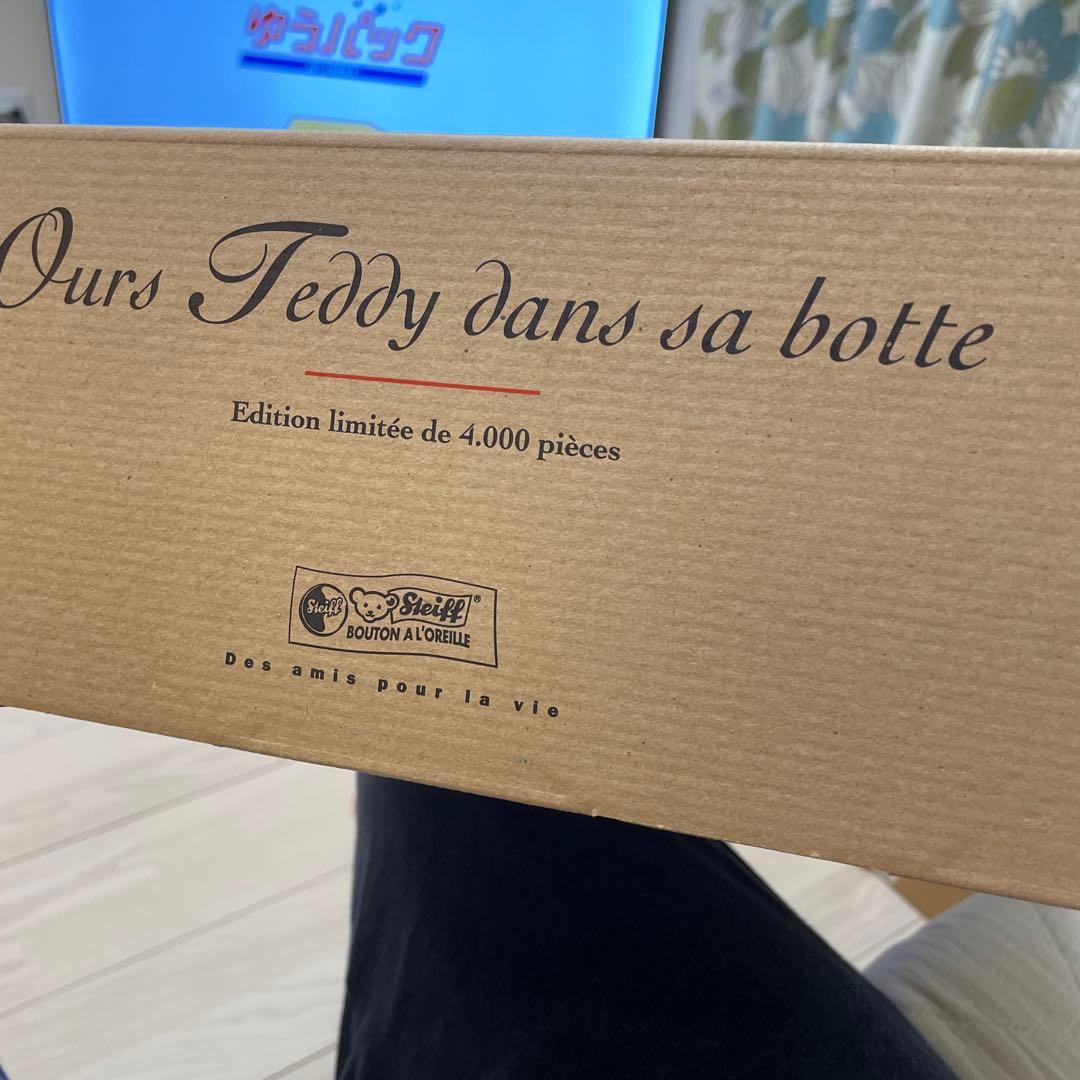 ゆうパック
Ours Teddy dans sa botte
Edition limitée de 4.000 pièces
Steiff
Steiff®
BOUTON A L'OREILLE
Des amis pour la vie